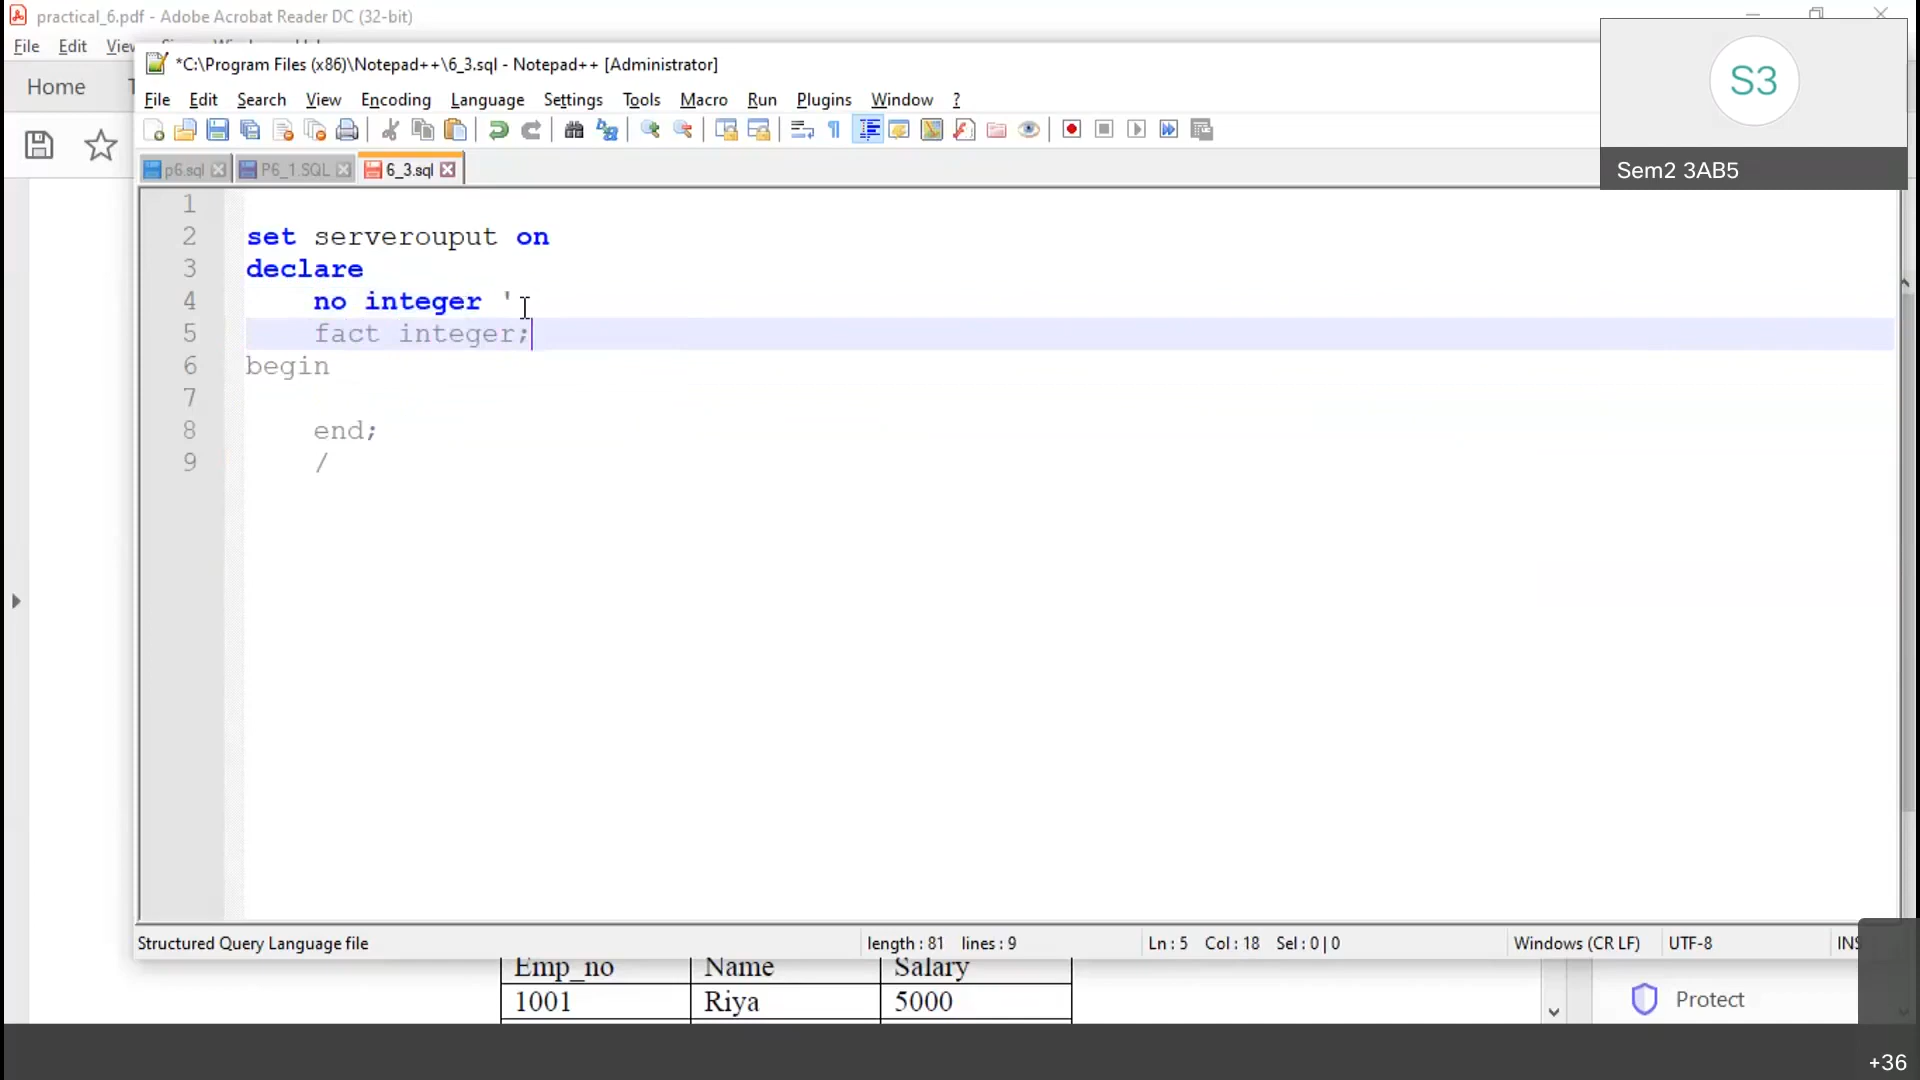 practical_6.pdf - Adobe Acrobat Reader DC (32-bit)
File Edit View
Home
*C:\Program Files (x86)\Notepad++\6_3.sql - Notepad++ [Administrator]
File Edit Search View Encoding Language Settings Tools Macro Run Plugins Window ?
p6.sql P6_1.SQL 6_3.sql
S3
Sem2 3AB5
1
2 set serverouput on
3 declare
4 no integer '
5 fact integer;
6 begin
7
8 end;
9 /
Structured Query Language file length : 81 lines : 9 Ln : 5 Col : 18 Sel : 0 | 0 Windows (CR LF) UTF-8 INS
Emp_no Name Salary
1001 Riya 5000
Protect
+36